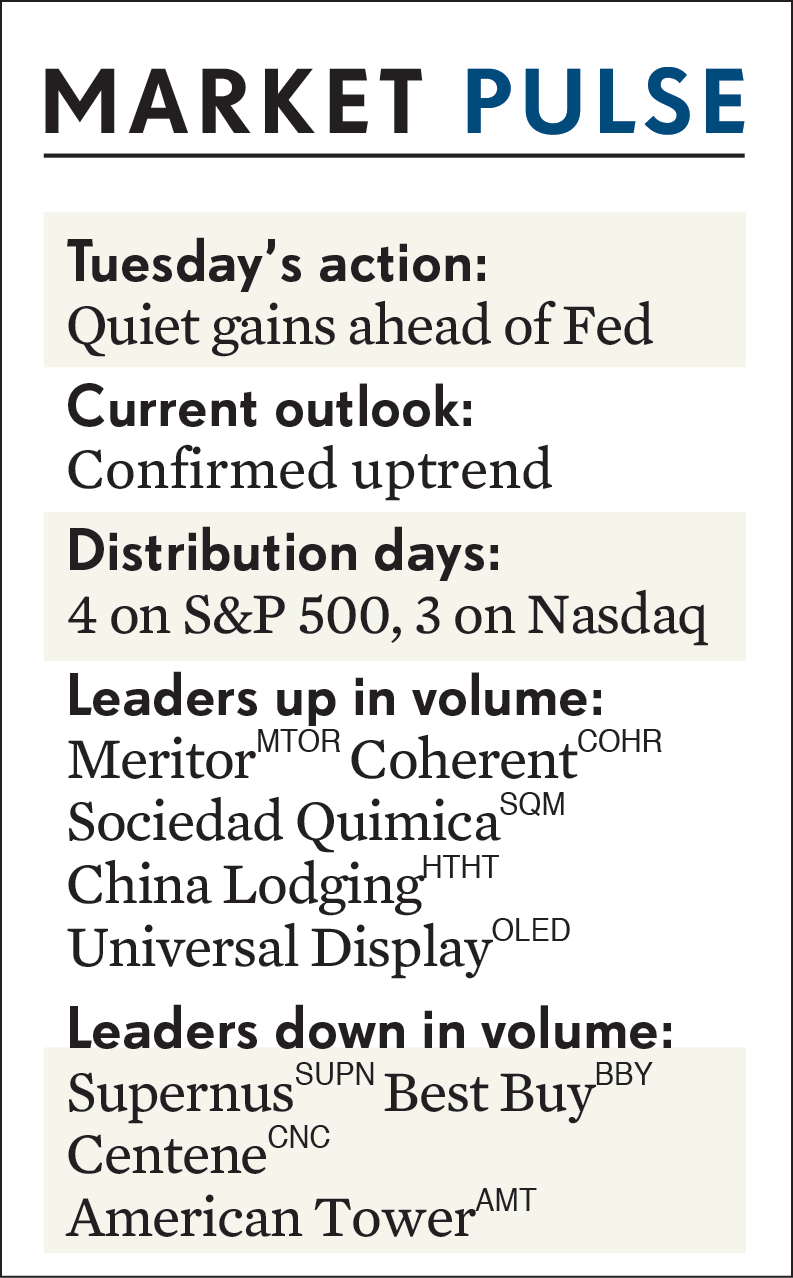 MARKET PULSE
Tuesday’s action:
Quiet gains ahead of Fed
Current outlook:
Confirmed uptrend
Distribution days:
4 on S&P 500, 3 on Nasdaq
Leaders up in volume:
Meritor MTOR Coherent COHR
Sociedad Quimica SQM
China Lodging HTHT
Universal Display OLED
Leaders down in volume:
Supernus SUPN Best Buy BBY
Centene CNC
American Tower AMT